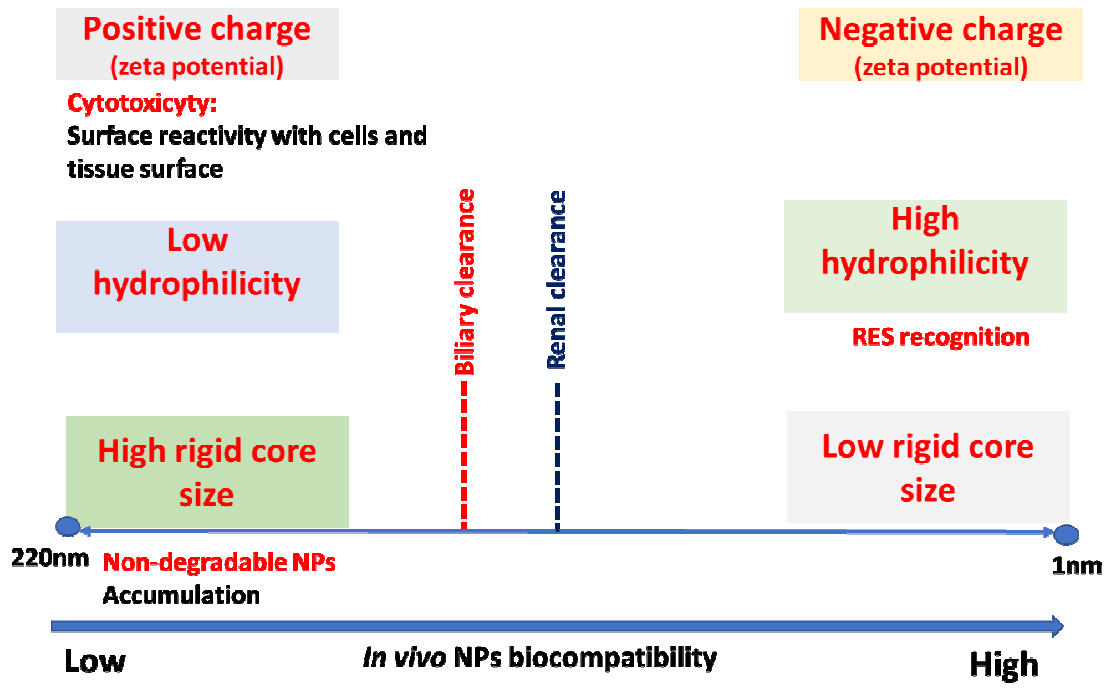 Positive charge
(zeta potential)
Negative charge
(zeta potential)
Cytotoxicyty:
Surface reactivity with cells and
tissue surface
Low
hydrophilicity
Biliary clearance
Renal clearance
High
hydrophilicity
RES recognition
High rigid core
size
Low rigid core
size
220nm
Non-degradable NPs
Accumulation
1nm
Low
In vivo NPs biocompatibility
High